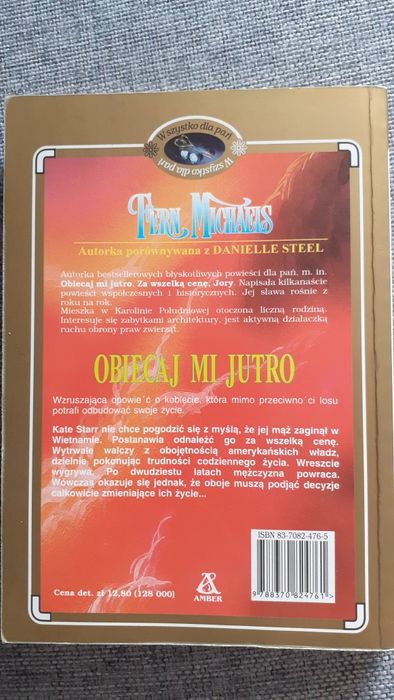 Wszystko dla pań
Wszystko dla pań
FERN MICHAELS
Autorka porównywana z DANIELLE STEEL
Autorka bestsellerowych błyskotliwych powieści dla pań, m. in.
Obiecaj mi jutro, Za wszelką cenę, Jory. Napisała kilkanaście
powieści współczesnych i historycznych. Jej sława rośnie z
roku na rok.
Mieszka w Karolinie Południowej otoczona liczną rodziną.
Interesuje się zabytkami architektury, jest aktywną działaczką
ruchu obrony praw zwierząt.
OBIECAJ MI JUTRO
Wzruszająca opowie´ć o kobiecie, która mimo przeciwno´ci losu
potrafi odbudować swoje życie.
Kate Starr nie chce pogodzić się z myślą, że jej mąż zaginął w
Wietnamie. Postanawia odnaleźć go za wszelką cenę.
Wytrwale walczy z obojętnością amerykańskich władz,
dzielnie pokonując trudności codziennego życia. Wreszcie
wygrywa. Po dwudziestu latach mężczyzna powraca.
Wówczas okazuje się jednak, że oboje muszą podjąć decyzje
całkowicie zmieniające ich życie...
ISBN 83-7082-476-5
9 788370 824761 >
Cena det. zł 12,80 (128 000)
AMBER